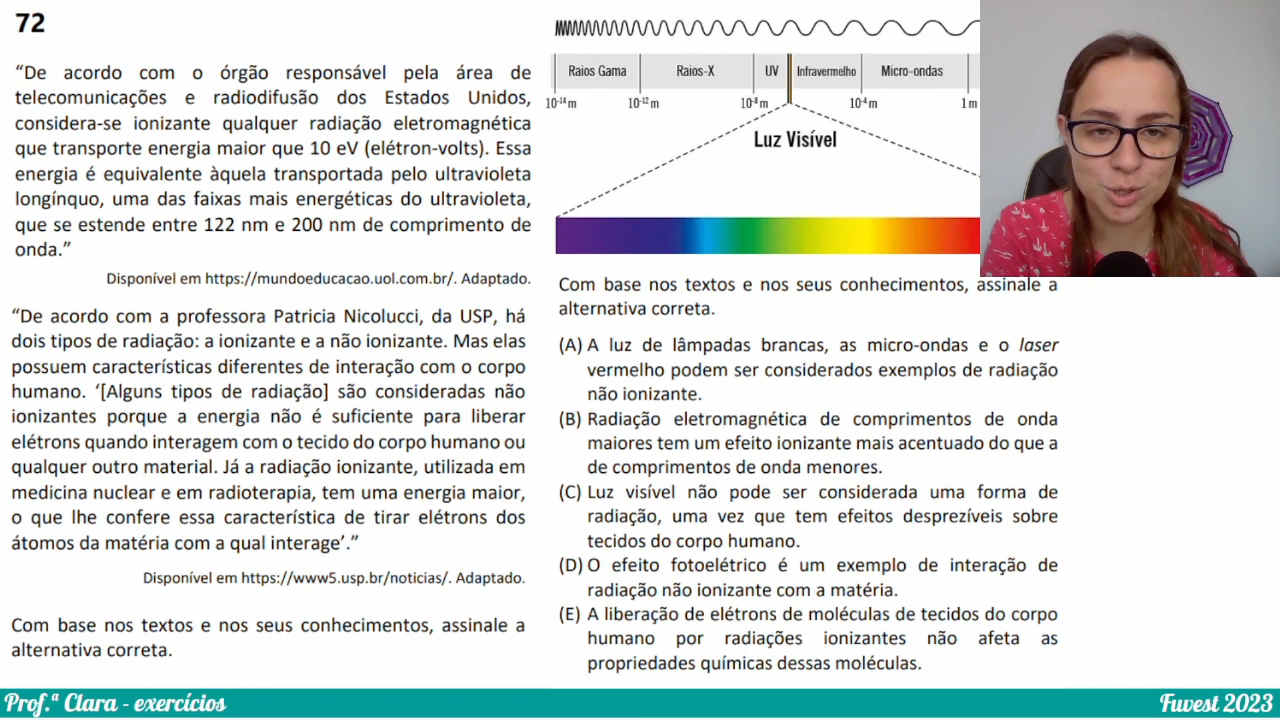 72
“De acordo com o órgão responsável pela área de
telecomunicações e radiodifusão dos Estados Unidos,
considera-se ionizante qualquer radiação eletromagnética
que transporte energia maior que 10 eV (elétron-volts). Essa
energia é equivalente àquela transportada pelo ultravioleta
longínquo, uma das faixas mais energéticas do ultravioleta,
que se estende entre 122 nm e 200 nm de comprimento de
onda.”
Disponível em https://mundoeducacao.uol.com.br/. Adaptado.
“De acordo com a professora Patricia Nicolucci, da USP, há
dois tipos de radiação: a ionizante e a não ionizante. Mas elas
possuem características diferentes de interação com o corpo
humano. ‘[Alguns tipos de radiação] são consideradas não
ionizantes porque a energia não é suficiente para liberar
elétrons quando interagem com o tecido do corpo humano ou
qualquer outro material. Já a radiação ionizante, utilizada em
medicina nuclear e em radioterapia, tem uma energia maior,
o que lhe confere essa característica de tirar elétrons dos
átomos da matéria com a qual interage’.”
Disponível em https://www5.usp.br/noticias/. Adaptado.
Com base nos textos e nos seus conhecimentos, assinale a
alternativa correta.
Raios Gama Raios-X UV Infravermelho Micro-ondas
10⁻¹⁴ m 10⁻¹² m 10⁻⁸ m 10⁻⁴ m 1 m
Luz Visível
Com base nos textos e nos seus conhecimentos, assinale a
alternativa correta.
(A) A luz de lâmpadas brancas, as micro-ondas e o laser
vermelho podem ser considerados exemplos de radiação
não ionizante.
(B) Radiação eletromagnética de comprimentos de onda
maiores tem um efeito ionizante mais acentuado do que a
de comprimentos de onda menores.
(C) Luz visível não pode ser considerada uma forma de
radiação, uma vez que tem efeitos desprezíveis sobre
tecidos do corpo humano.
(D) O efeito fotoelétrico é um exemplo de interação de
radiação não ionizante com a matéria.
(E) A liberação de elétrons de moléculas de tecidos do corpo
humano por radiações ionizantes não afeta as
propriedades químicas dessas moléculas.
Prof.ª Clara - exercícios
Fuvest 2023